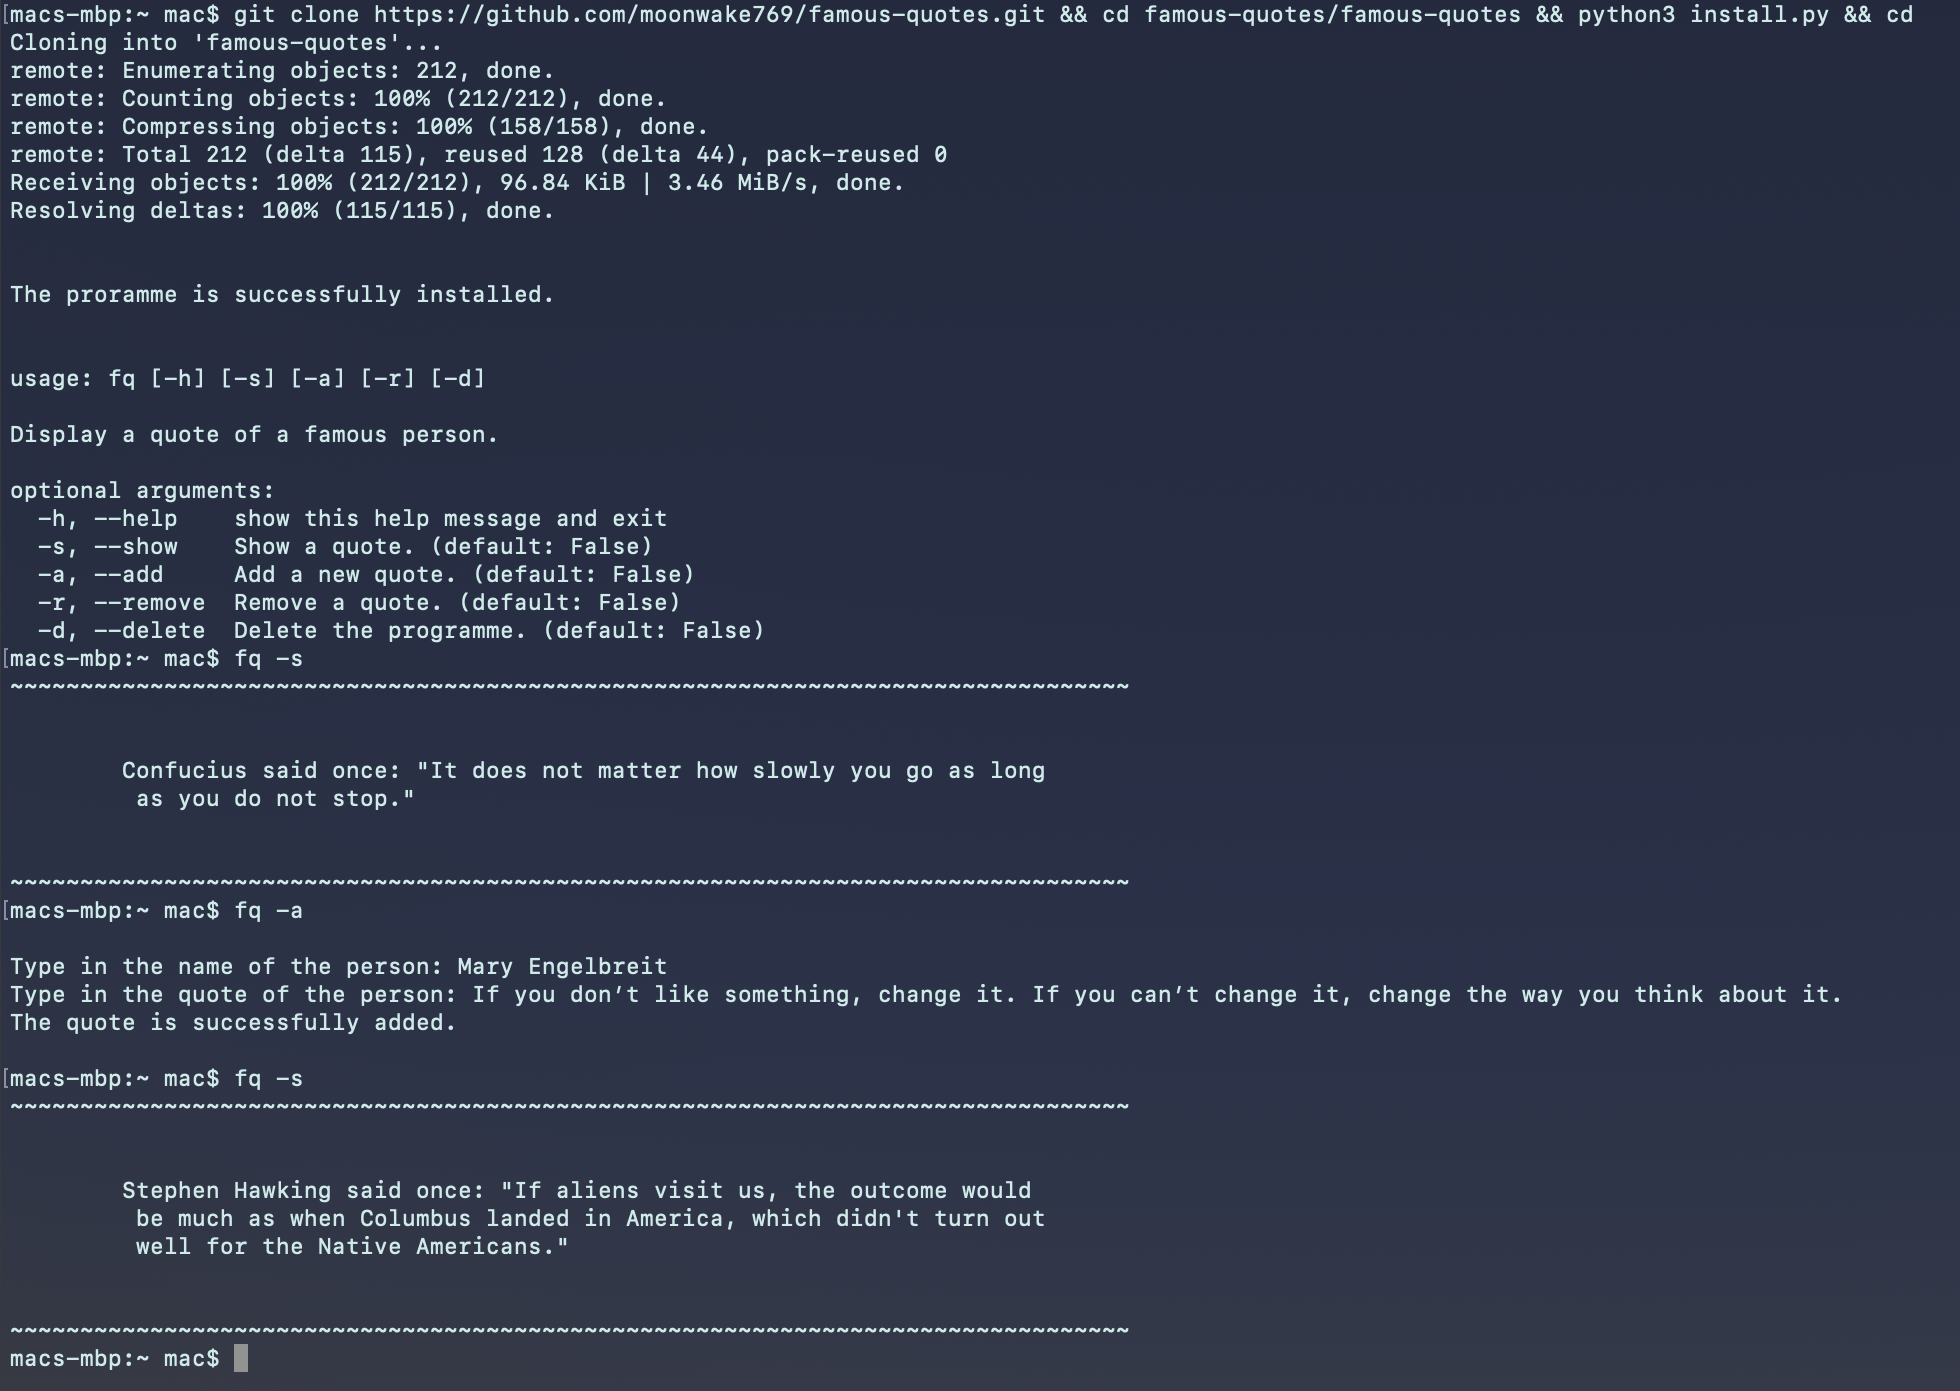 macs-mbp:~ mac$ git clone https://github.com/moonwake769/famous-quotes.git && cd famous-quotes/famous-quotes && python3 install.py && cd
Cloning into 'famous-quotes'...
remote: Enumerating objects: 212, done.
remote: Counting objects: 100% (212/212), done.
remote: Compressing objects: 100% (158/158), done.
remote: Total 212 (delta 115), reused 128 (delta 44), pack-reused 0
Receiving objects: 100% (212/212), 96.84 KiB | 3.46 MiB/s, done.
Resolving deltas: 100% (115/115), done.
The proramme is successfully installed.
usage: fq [-h] [-s] [-a] [-r] [-d]
Display a quote of a famous person.
optional arguments:
  -h, --help    show this help message and exit
  -s, --show    Show a quote. (default: False)
  -a, --add     Add a new quote. (default: False)
  -r, --remove  Remove a quote. (default: False)
  -d, --delete  Delete the programme. (default: False)
macs-mbp:~ mac$ fq -s
~~~~~~~~~~~~~~~~~~~~~~~~~~~~~~~~~~~~~~~~~~~~~~~~~~~~~~~~~~~~~~~~~~~~~~~~~~~~~~~~
        Confucius said once: "It does not matter how slowly you go as long
         as you do not stop."
~~~~~~~~~~~~~~~~~~~~~~~~~~~~~~~~~~~~~~~~~~~~~~~~~~~~~~~~~~~~~~~~~~~~~~~~~~~~~~~~
macs-mbp:~ mac$ fq -a
Type in the name of the person: Mary Engelbreit
Type in the quote of the person: If you don’t like something, change it. If you can’t change it, change the way you think about it.
The quote is successfully added.
macs-mbp:~ mac$ fq -s
~~~~~~~~~~~~~~~~~~~~~~~~~~~~~~~~~~~~~~~~~~~~~~~~~~~~~~~~~~~~~~~~~~~~~~~~~~~~~~~~
        Stephen Hawking said once: "If aliens visit us, the outcome would
         be much as when Columbus landed in America, which didn't turn out
         well for the Native Americans."
~~~~~~~~~~~~~~~~~~~~~~~~~~~~~~~~~~~~~~~~~~~~~~~~~~~~~~~~~~~~~~~~~~~~~~~~~~~~~~~~
macs-mbp:~ mac$